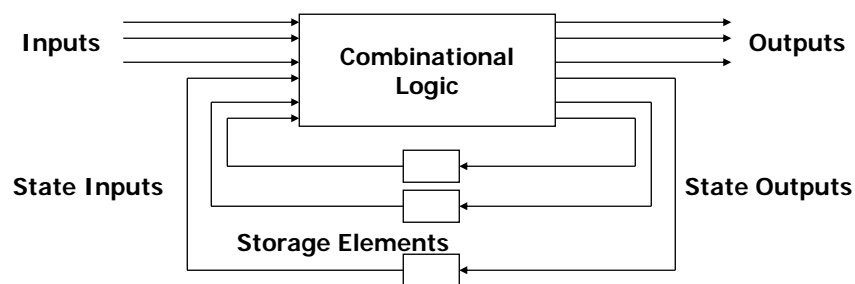 Inputs
Combinational
Logic
Outputs
State Inputs
State Outputs
Storage Elements